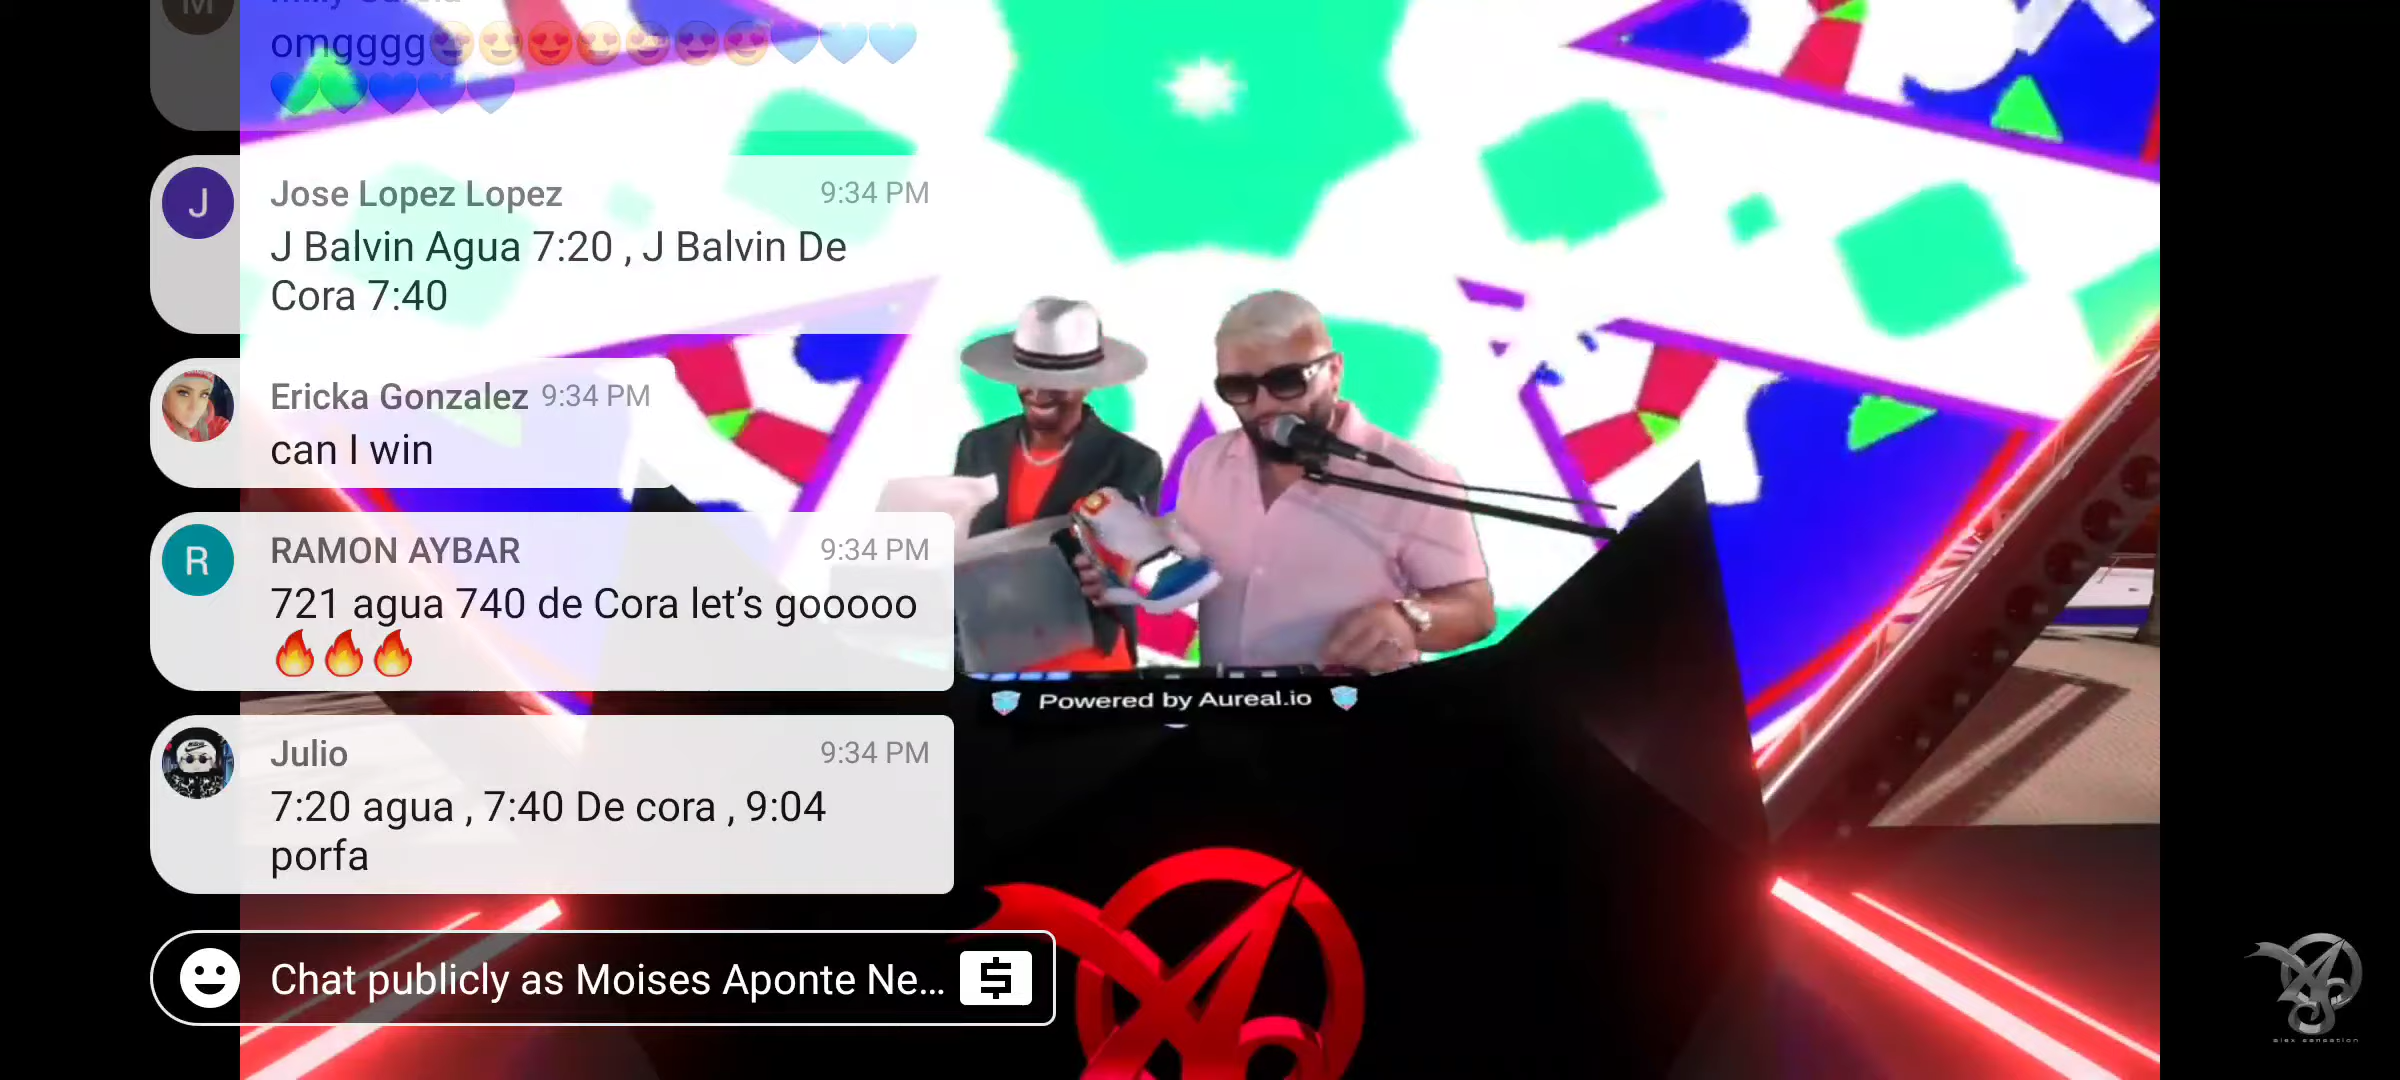 omgggg😍😍😍😍😍😍😍💙💙💙
💙💙💙💙💙
J
Jose Lopez Lopez 9:34 PM
J Balvin Agua 7:20 , J Balvin De
Cora 7:40
Ericka Gonzalez 9:34 PM
can I win
R
RAMON AYBAR 9:34 PM
721 agua 740 de Cora let’s gooooo
🔥🔥🔥
Julio 9:34 PM
7:20 agua , 7:40 De cora , 9:04
porfa
Chat publicly as Moises Aponte Ne... $
Powered by Aureal.io
alex sensation